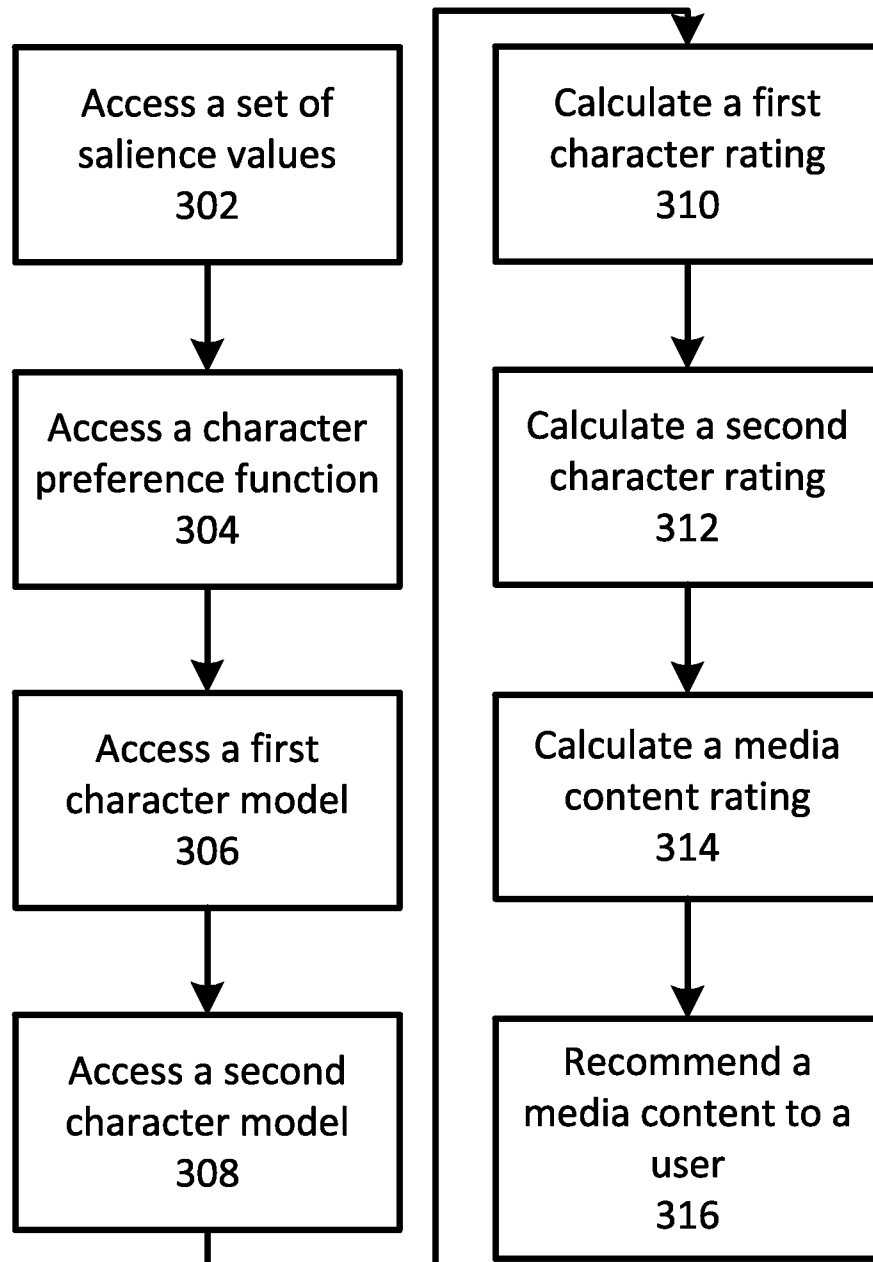 Access a set of
salience values
302
Access a character
preference function
304
Access a first
character model
306
Access a second
character model
308
Calculate a first
character rating
310
Calculate a second
character rating
312
Calculate a media
content rating
314
Recommend a
media content to a
user
316